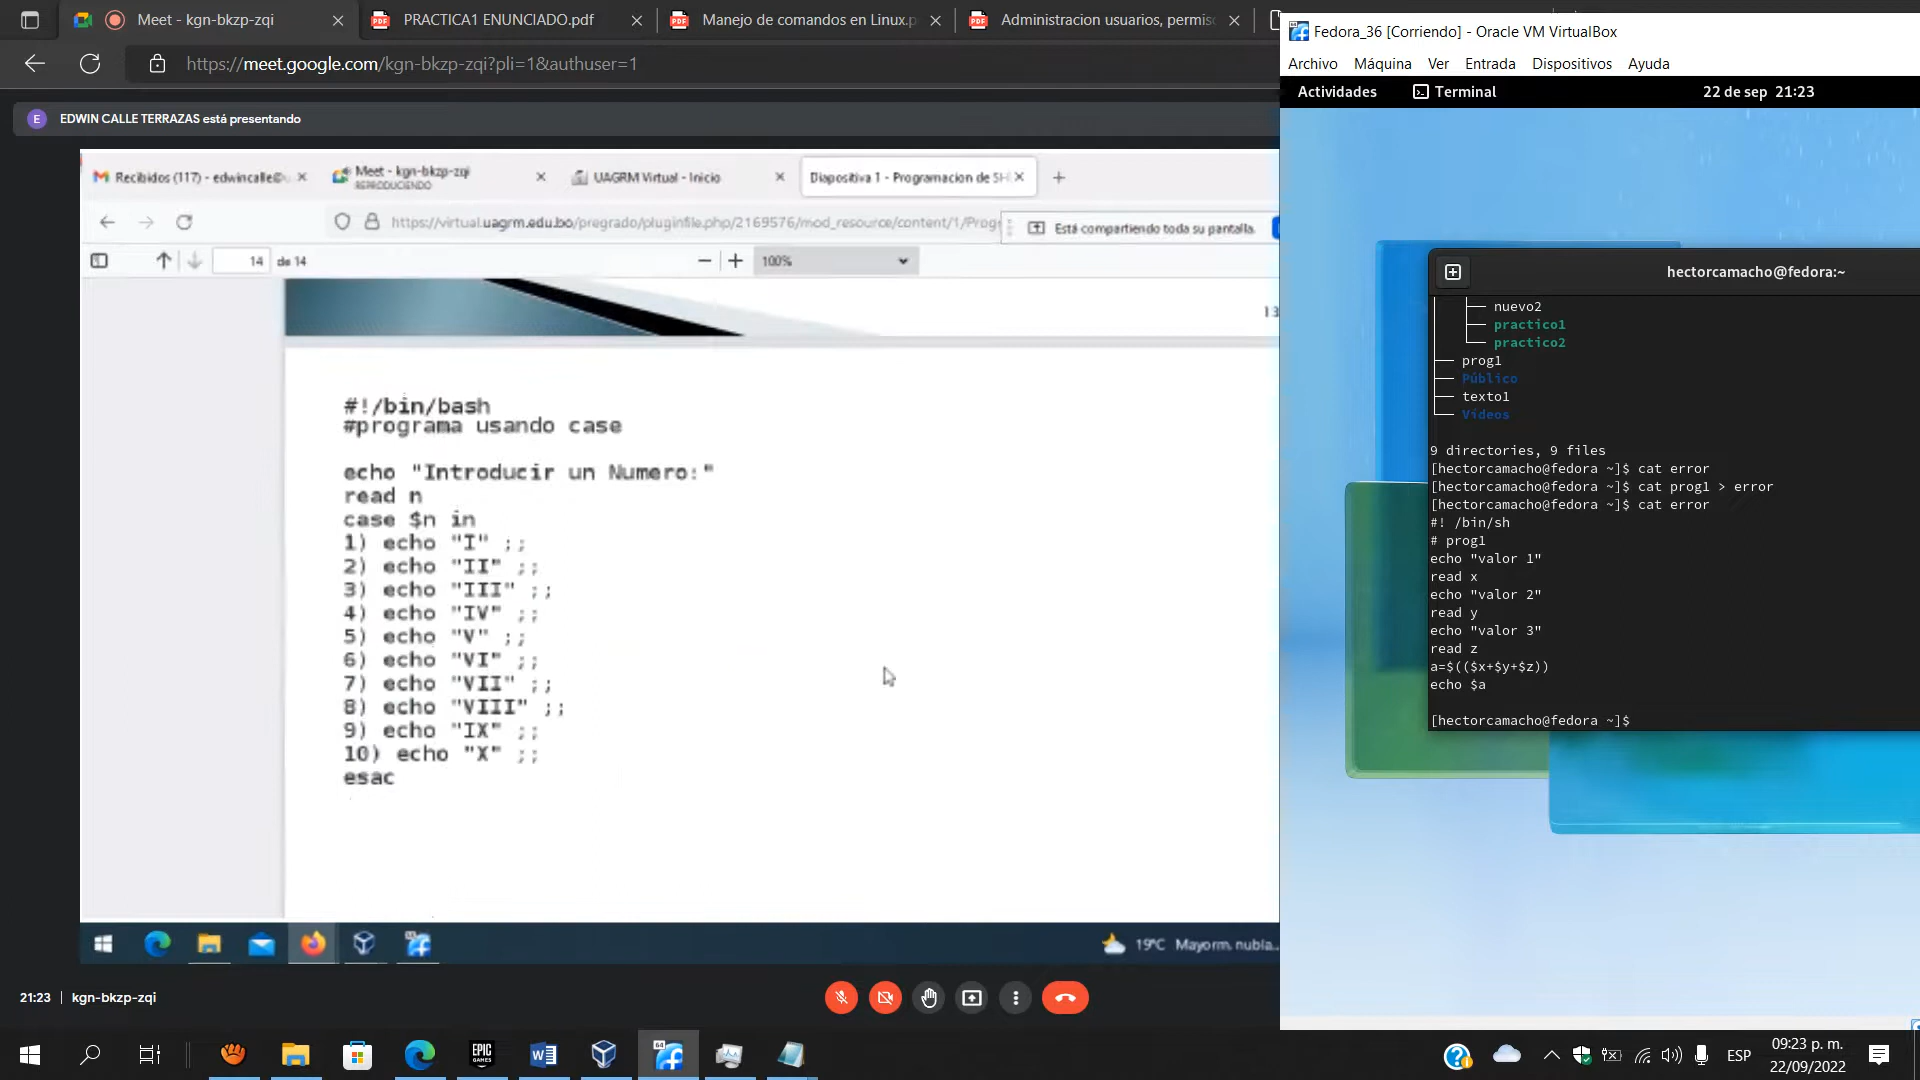 Meet - kgn-bkzp-zqi
PRACTICA1 ENUNCIADO.pdf
Manejo de comandos en Linux.p
Administracion usuarios, permis
https://meet.google.com/kgn-bkzp-zqi?pli=1&authuser=1
E
EDWIN CALLE TERRAZAS está presentando
Recibidos (117) - edwincalle@u
Meet - kgn-bkzp-zqi
REPRODUCIENDO
UAGRM Virtual - Inicio
Diapositiva 1 - Programacion de SH
https://virtual.uagrm.edu.bo/pregrado/pluginfile.php/2169576/mod_resource/content/1/Prog
Está compartiendo toda su pantalla.
14 de 14
100%
13
#!/bin/bash
#programa usando case
echo "Introducir un Numero:"
read n
case $n in
1) echo "I" ;;
2) echo "II" ;;
3) echo "III" ;;
4) echo "IV" ;;
5) echo "V" ;;
6) echo "VI" ;;
7) echo "VII" ;;
8) echo "VIII" ;;
9) echo "IX" ;;
10) echo "X" ;;
esac
19°C Mayorm. nubla...
21:23 | kgn-bkzp-zqi
Fedora_36 [Corriendo] - Oracle VM VirtualBox
Archivo Máquina Ver Entrada Dispositivos Ayuda
Actividades Terminal 22 de sep 21:23
hectorcamacho@fedora:~
nuevo2
practico1
practico2
prog1
Público
texto1
Vídeos
9 directories, 9 files
[hectorcamacho@fedora ~]$ cat error
[hectorcamacho@fedora ~]$ cat prog1 > error
[hectorcamacho@fedora ~]$ cat error
#! /bin/sh
# prog1
echo "valor 1"
read x
echo "valor 2"
read y
echo "valor 3"
read z
a=$(($x+$y+$z))
echo $a
[hectorcamacho@fedora ~]$
EPIC GAMES
ESP
09:23 p. m.
22/09/2022